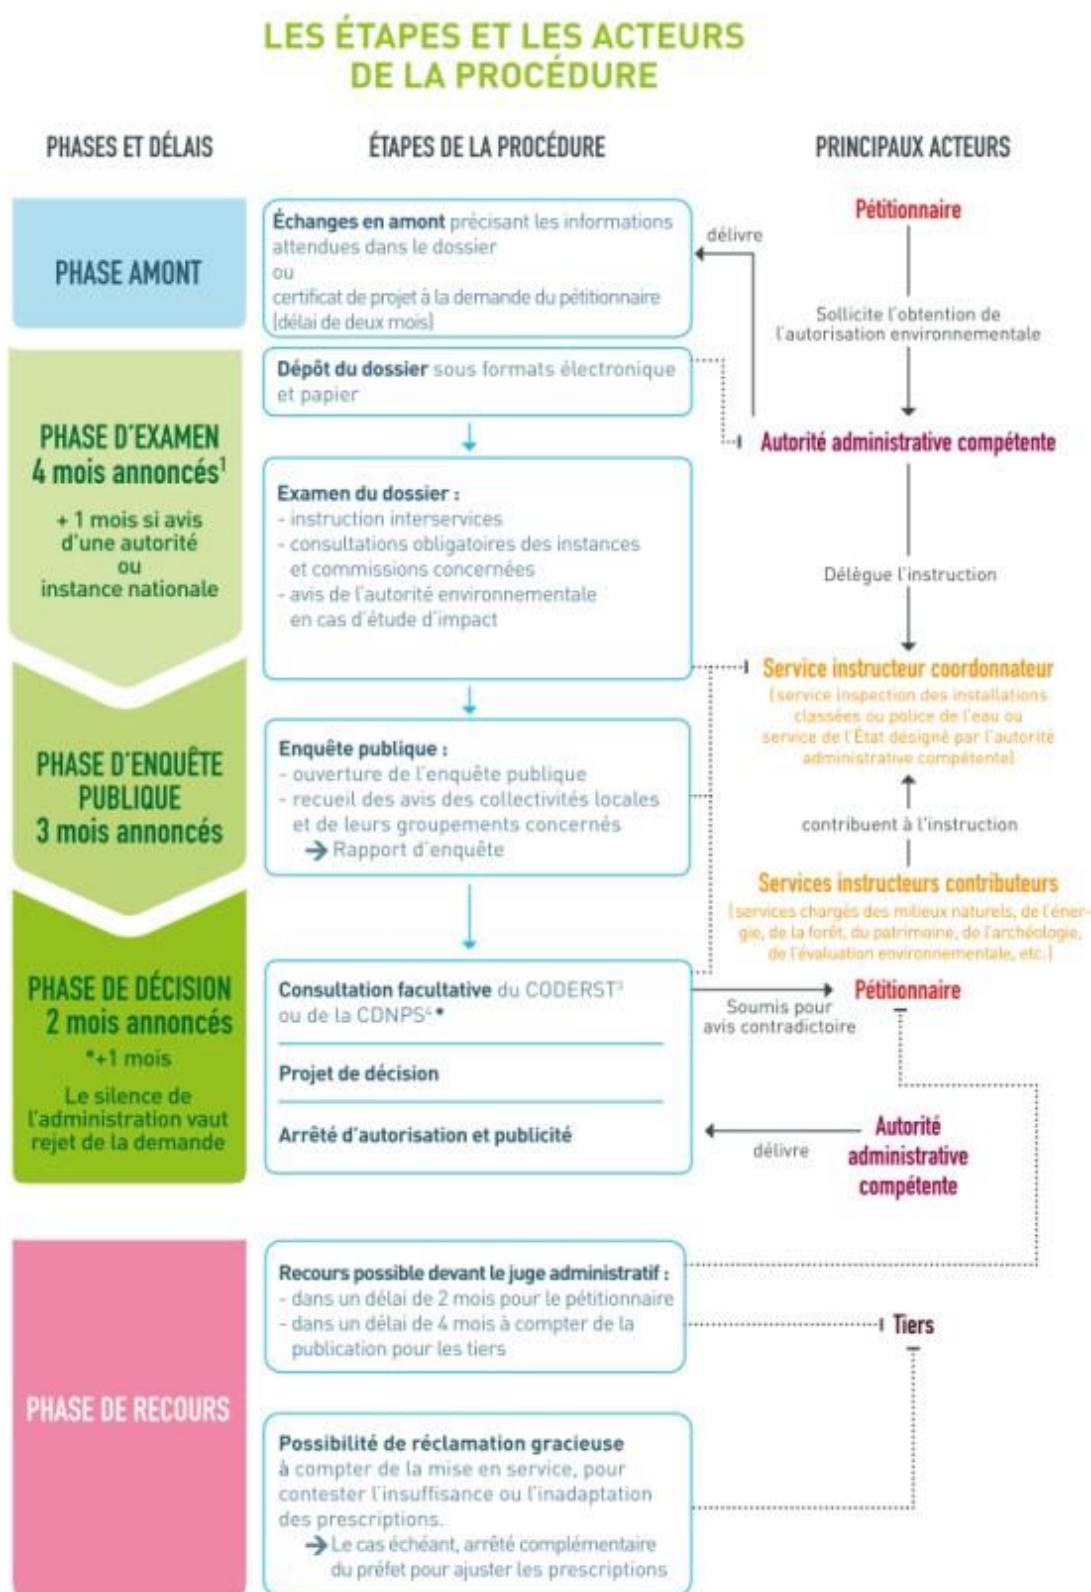 LES ÉTAPES ET LES ACTEURS
DE LA PROCÉDURE
PHASES ET DÉLAIS
ÉTAPES DE LA PROCÉDURE
PRINCIPAUX ACTEURS
PHASE AMONT
Échanges en amont précisant les informations
attendues dans le dossier
ou
certificat de projet à la demande du pétitionnaire
(délai de deux mois)
délivre
Pétitionnaire
Sollicite l'obtention de
l'autorisation environnementale
PHASE D'EXAMEN
4 mois annoncés¹
+ 1 mois si avis
d'une autorité
ou
instance nationale
Dépôt du dossier sous formats électronique
et papier
Autorité administrative compétente
Examen du dossier :
- instruction interservices
- consultations obligatoires des instances
et commissions concernées
- avis de l'autorité environnementale
en cas d'étude d'impact
Délègue l'instruction
Service instructeur coordonnateur
(service inspection des installations
classées ou police de l'eau ou
service de l'État désigné par l'autorité
administrative compétente)
PHASE D'ENQUÊTE
PUBLIQUE
3 mois annoncés
Enquête publique :
- ouverture de l'enquête publique
- recueil des avis des collectivités locales
et de leurs groupements concernés
→ Rapport d'enquête
contribuent à l'instruction
Services instructeurs contributeurs
(services chargés des milieux naturels, de l'éner-
gie, de la forêt, du patrimoine, de l'archéologie,
de l'évaluation environnementale, etc.)
PHASE DE DÉCISION
2 mois annoncés
*+1 mois
Le silence de
l'administration vaut
rejet de la demande
Consultation facultative du CODERST³
ou de la CDNPS⁴ *
Projet de décision
Arrêté d'autorisation et publicité
Soumis pour
avis contradictoire
Pétitionnaire
délivre
Autorité
administrative
compétente
PHASE DE RECOURS
Recours possible devant le juge administratif :
- dans un délai de 2 mois pour le pétitionnaire
- dans un délai de 4 mois à compter de la
publication pour les tiers
Tiers
Possibilité de réclamation gracieuse
à compter de la mise en service, pour
contester l'insuffisance ou l'inadaptation
des prescriptions.
→ Le cas échéant, arrêté complémentaire
du préfet pour ajuster les prescriptions